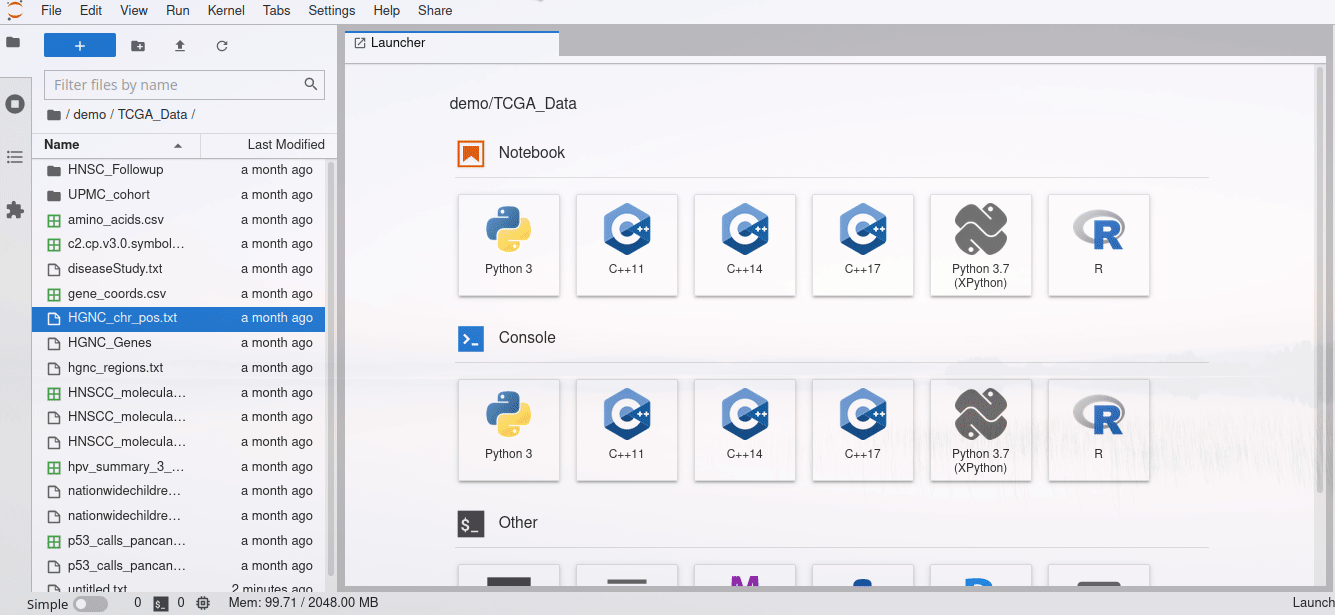 File Edit View Run Kernel Tabs Settings Help Share
Launcher
Filter files by name
/ demo / TCGA_Data /
Name Last Modified
HNSC_Followup a month ago
UPMC_cohort a month ago
amino_acids.csv a month ago
c2.cp.v3.0.symbol... a month ago
diseaseStudy.txt a month ago
gene_coords.csv a month ago
HGNC_chr_pos.txt a month ago
HGNC_Genes a month ago
hgnc_regions.txt a month ago
HNSCC_molecula... a month ago
HNSCC_molecula... a month ago
HNSCC_molecula... a month ago
hpv_summary_3_... a month ago
nationwidechildre... a month ago
nationwidechildre... a month ago
p53_calls_pancan... a month ago
p53_calls_pancan... a month ago
untitled.txt 2 minutes ago
demo/TCGA_Data
Notebook
Python 3 C++11 C++14 C++17 Python 3.7 R
(XPython)
Console
Python 3 C++11 C++14 C++17 Python 3.7 R
(XPython)
$_ Other
Simple 0 $_ 0 Mem: 99.71 / 2048.00 MB Launch